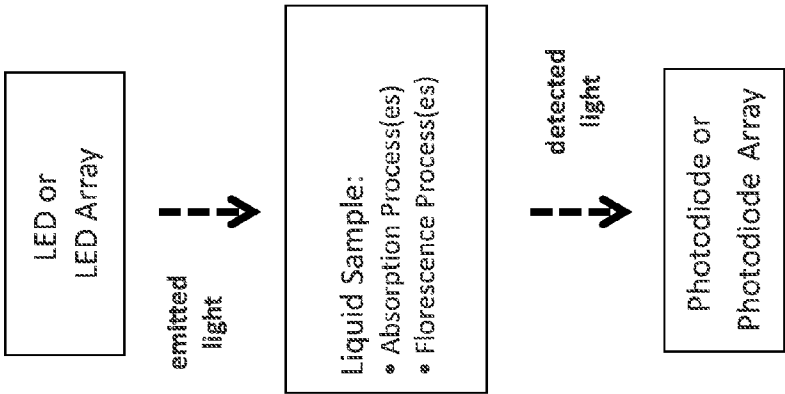 LED or
LED Array
emitted
light
Liquid Sample:
• Absorption Process(es)
• Florescence Process(es)
detected
light
Photodiode or
Photodiode Array